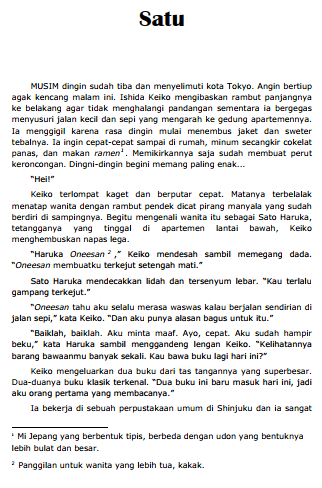 Satu
MUSIM dingin sudah tiba dan menyelimuti kota Tokyo. Angin bertiup
agak kencang malam ini. Ishida Keiko mengibaskan rambut panjangnya
ke belakang agar tidak menghalangi pandangan sementara ia bergegas
menyusuri jalan kecil dan sepi yang mengarah ke gedung apartemennya.
Ia menggigil karena rasa dingin mulai menembus jaket dan sweter
tebalnya. Ia ingin cepat-cepat sampai di rumah, minum secangkir cokelat
panas, dan makan ramen¹. Memikirkannya saja sudah membuat perut
keroncongan. Dingni-dingin begini memang paling enak...
“Hei!”
Keiko terlompat kaget dan berputar cepat. Matanya terbelalak
menatap wanita dengan rambut pendek dicat pirang manyala yang sudah
berdiri di sampingnya. Begitu mengenali wanita itu sebagai Sato Haruka,
tetangganya yang tinggal di apartemen lantai bawah, Keiko
menghembuskan napas lega.
“Haruka Oneesan ² ,” Keiko mendesah sambil memegang dada.
“Oneesan membuatku terkejut setengah mati.”
Sato Haruka mendecakkan lidah dan tersenyum lebar. “Kau terlalu
gampang terkejut.”
“Oneesan tahu aku selalu merasa waswas kalau berjalan sendirian di
jalan sepi,” kata Keiko. “Dan aku punya alasan bagus untuk itu.”
“Baiklah, baiklah. Aku minta maaf. Ayo, cepat. Aku sudah hampir
beku,” kata Haruka sambil menggandeng lengan Keiko. “Kelihatannya
barang bawaanmu banyak sekali. Kau bawa buku lagi hari ini?”
Keiko mengeluarkan dua buku dari tas tangannya yang superbesar.
Dua-duanya buku klasik terkenal. “Dua buku ini baru masuk hari ini, jadi
aku orang pertama yang membacanya.”
Ia bekerja di sebuah perpustakaan umum di Shinjuku dan ia sangat
¹ Mi Jepang yang berbentuk tipis, berbeda dengan udon yang bentuknya
lebih bulat dan besar.
² Panggilan untuk wanita yang lebih tua, kakak.